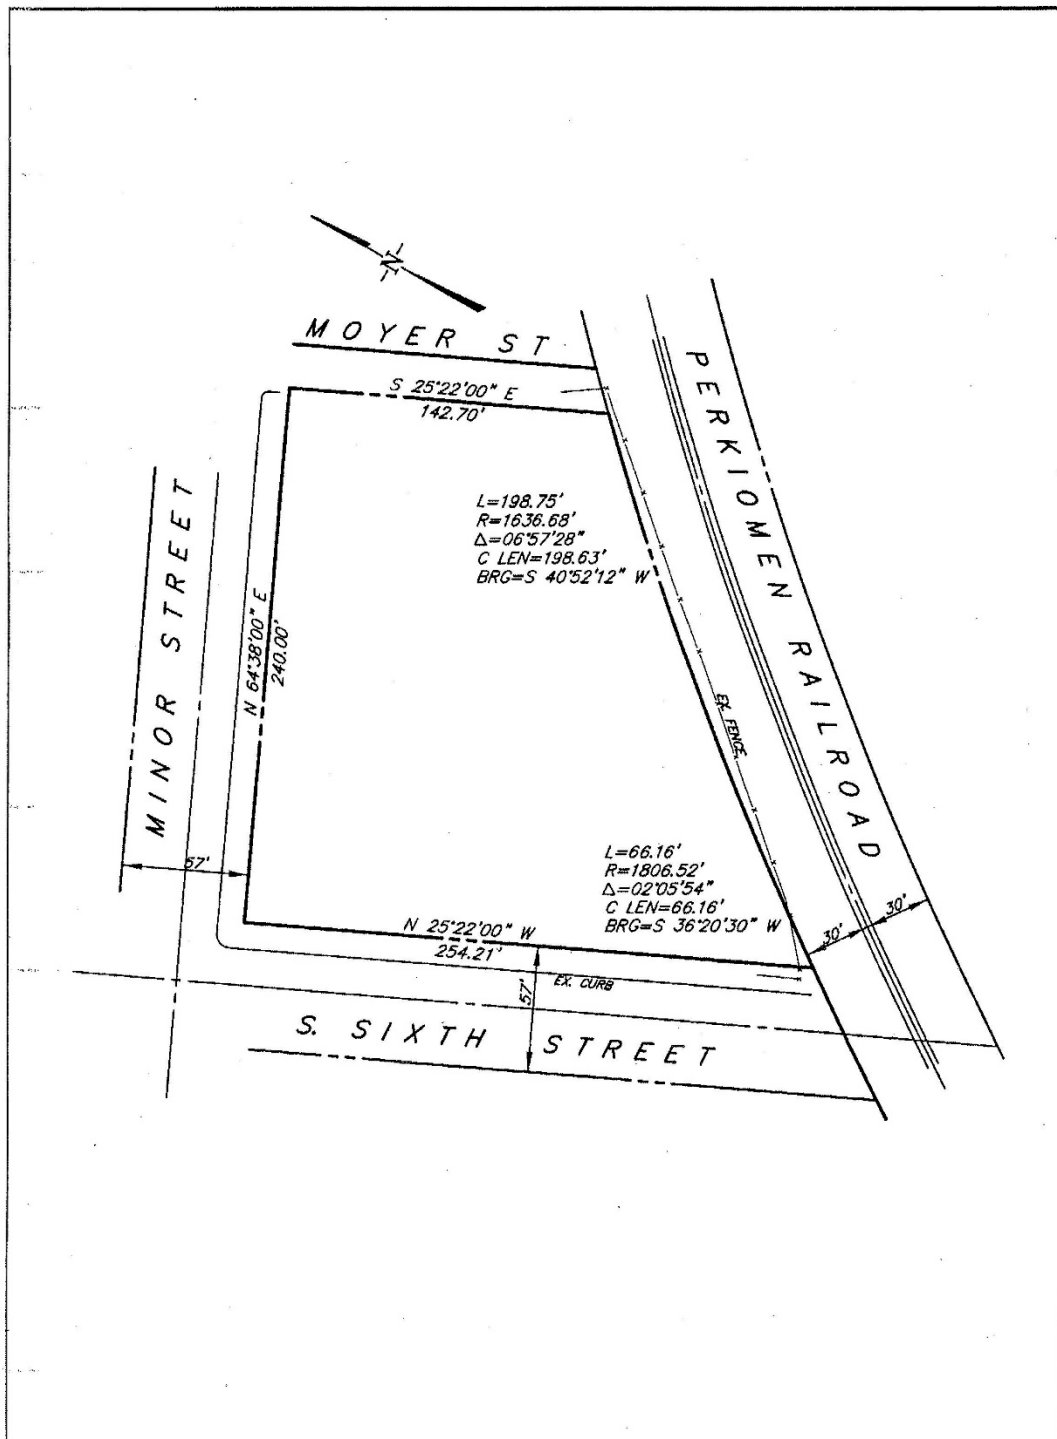 -N-
MOYER ST
S 25°22'00" E
142.70'
PERKIOMEN RAILROAD
L=198.75'
R=1636.68'
Δ=06°57'28"
C LEN=198.63'
BRG=S 40°52'12" W
MINOR STREET
N 64°38'00" E
240.00'
EX. FENCE
57'
L=66.16'
R=1806.52'
Δ=02°05'54"
C LEN=66.16'
BRG=S 36°20'30" W
30'
30'
N 25°22'00" W
254.21'
EX. CURB
57'
S. SIXTH STREET